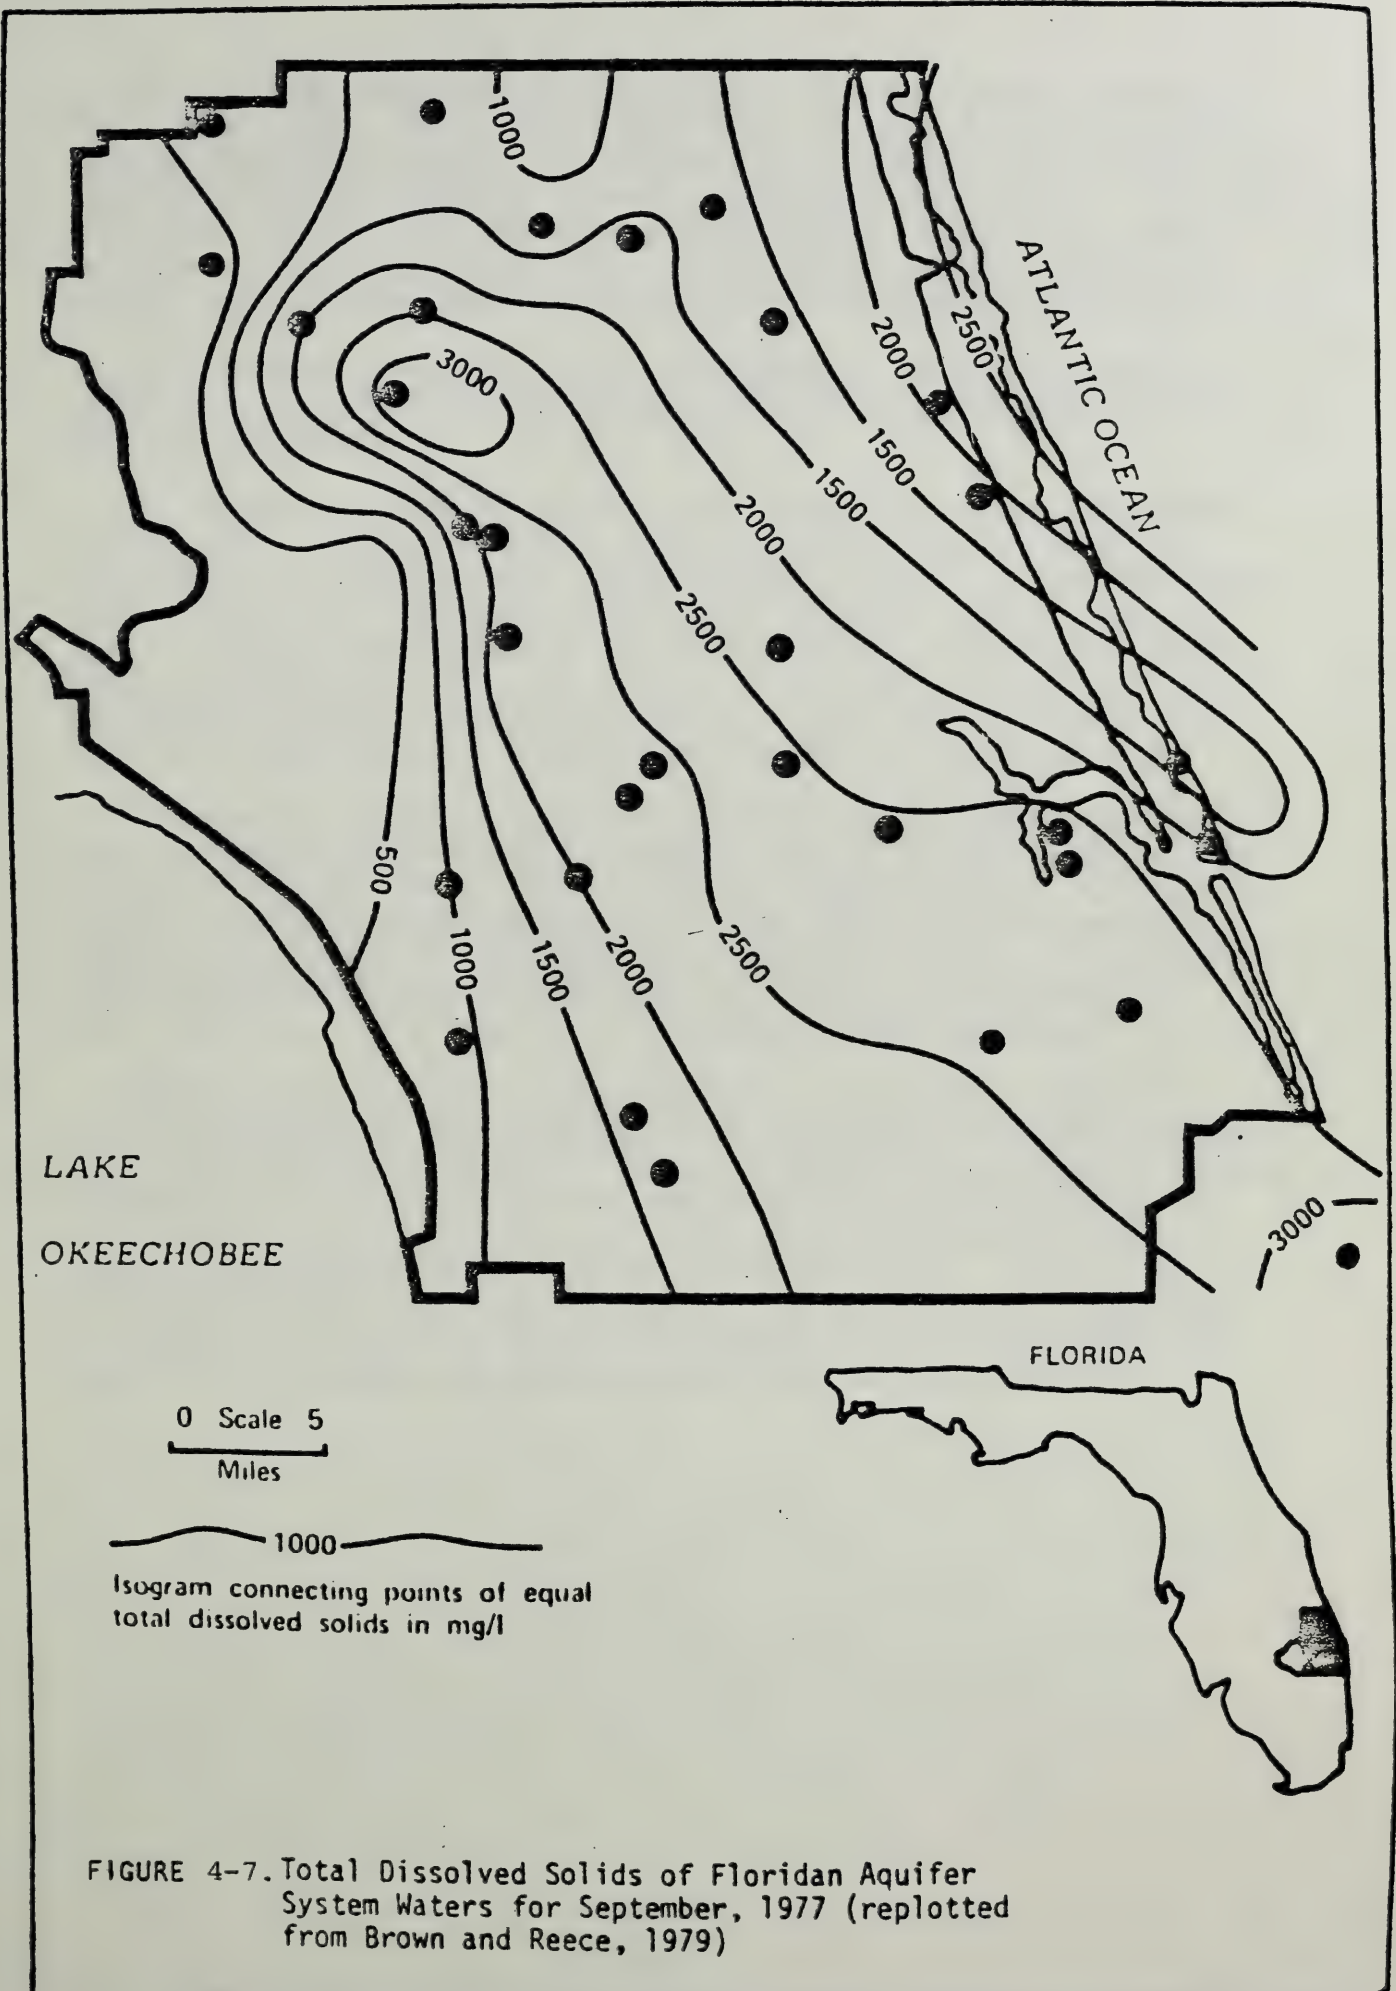 1000
3000
2000
2500
ATLANTIC OCEAN
1500
1500
2000
2500
500
1000
1500
2000
2500
LAKE
OKEECHOBEE
3000
FLORIDA
0 Scale 5
Miles
1000
Isogram connecting points of equal
total dissolved solids in mg/l
FIGURE 4-7. Total Dissolved Solids of Floridan Aquifer
System Waters for September, 1977 (replotted
from Brown and Reece, 1979)